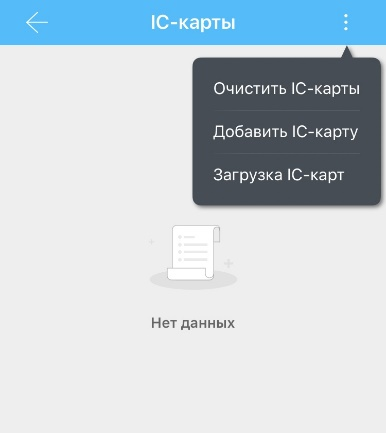 IC-карты
Очистить IC-карты
Добавить IC-карту
Загрузка IC-карт
Нет данных